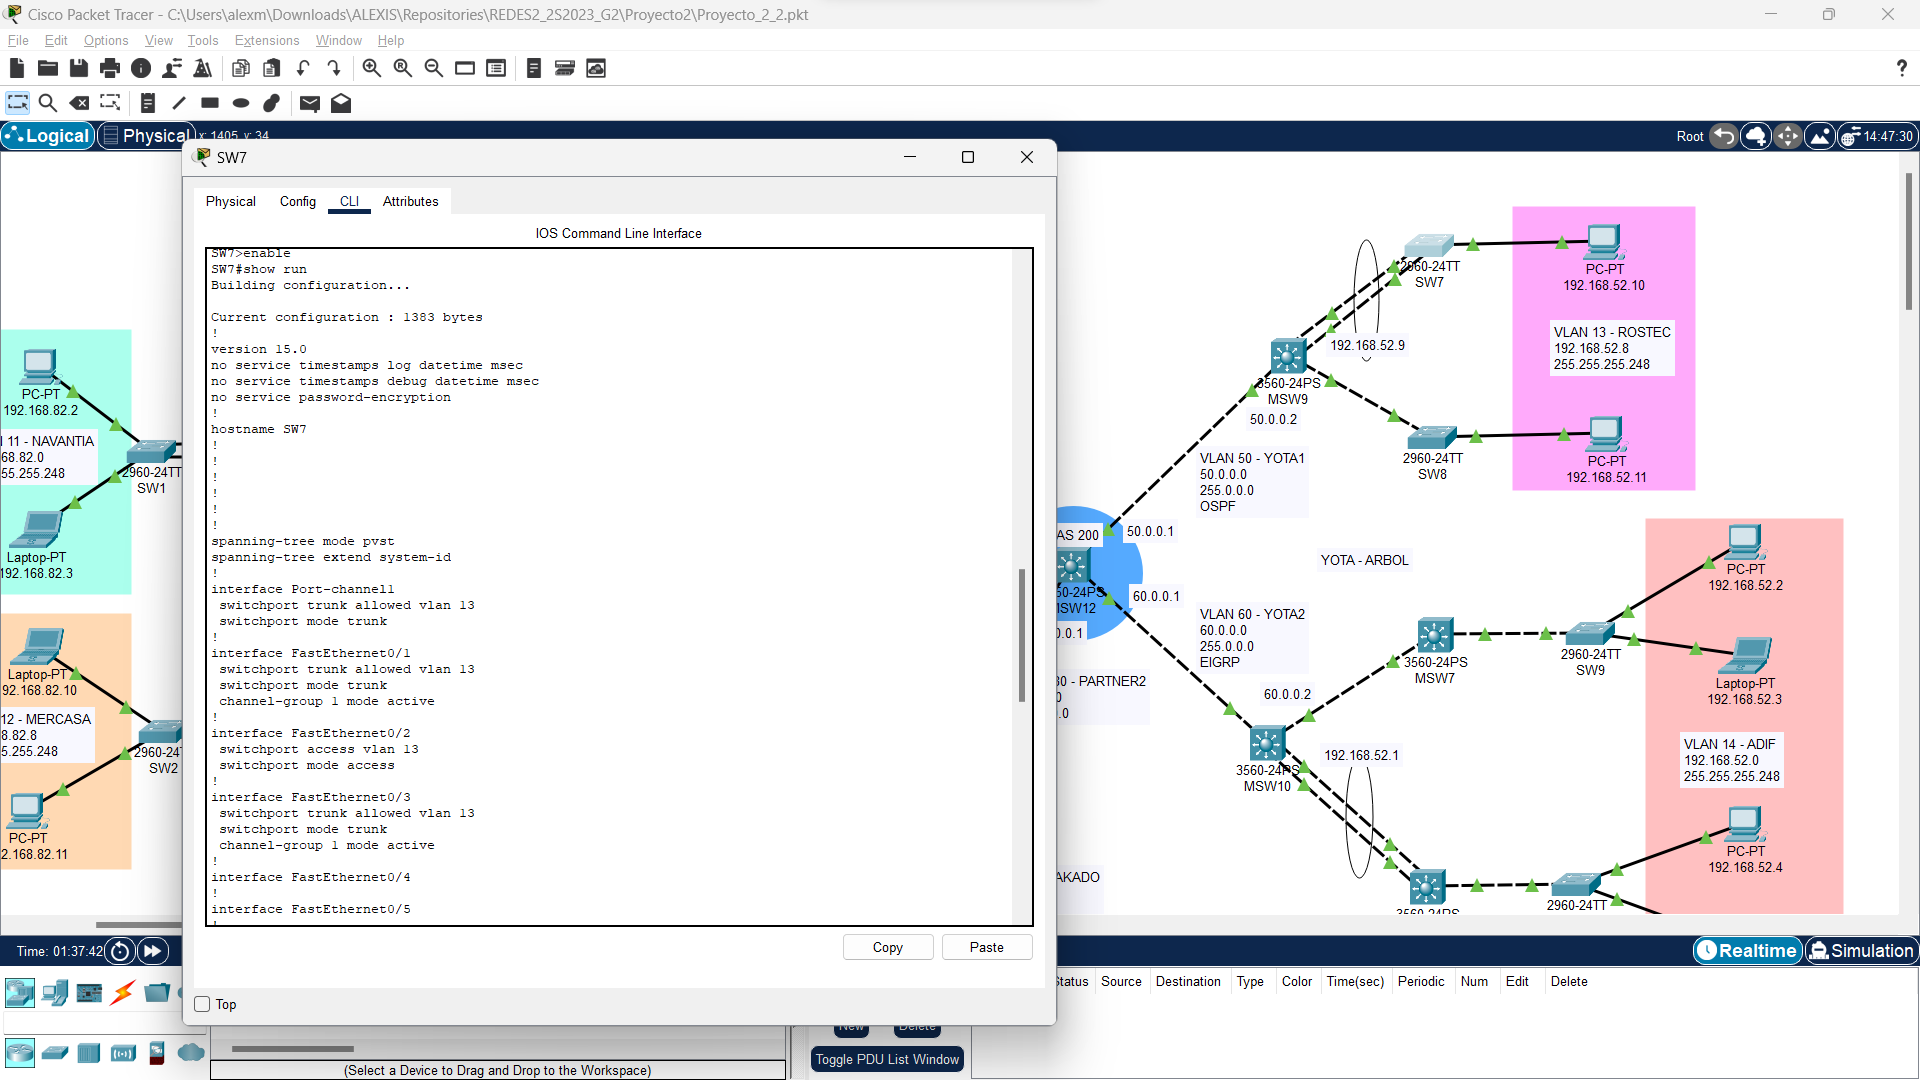 Cisco Packet Tracer - C:\Users\alexm\Downloads\ALEXIS\Repositories\REDES2_2S2023_G2\Proyecto2\Proyecto_2_2.pkt
File Edit Options View Tools Extensions Window Help
?
Logical Physical x: 1405, y: 34 Root 14:47:30
SW7
Physical Config CLI Attributes
IOS Command Line Interface
SW7>enable
SW7#show run
Building configuration...
Current configuration : 1383 bytes
!
version 15.0
no service timestamps log datetime msec
no service timestamps debug datetime msec
no service password-encryption
!
hostname SW7
!
!
!
!
!
!
spanning-tree mode pvst
spanning-tree extend system-id
!
interface Port-channel1
switchport trunk allowed vlan 13
switchport mode trunk
!
interface FastEthernet0/1
switchport trunk allowed vlan 13
switchport mode trunk
channel-group 1 mode active
!
interface FastEthernet0/2
switchport access vlan 13
switchport mode access
!
interface FastEthernet0/3
switchport trunk allowed vlan 13
switchport mode trunk
channel-group 1 mode active
!
interface FastEthernet0/4
!
interface FastEthernet0/5
Copy Paste
Top
PC-PT
192.168.82.2
11 - NAVANTIA
68.82.0
55.255.248
2960-24TT
SW1
Laptop-PT
192.168.82.3
Laptop-PT
92.168.82.10
12 - MERCASA
8.82.8
5.255.248
2960-24
SW2
PC-PT
2.168.82.11
2960-24TT
SW7
PC-PT
192.168.52.10
192.168.52.9
VLAN 13 - ROSTEC
192.168.52.8
255.255.255.248
3560-24PS
MSW9
50.0.0.2
2960-24TT
SW8
PC-PT
192.168.52.11
VLAN 50 - YOTA1
50.0.0.0
255.0.0.0
OSPF
AS 200
50.0.0.1
60-24PS
MSW12
60.0.0.1
0.0.1
YOTA - ARBOL
VLAN 60 - YOTA2
60.0.0.0
255.0.0.0
EIGRP
PC-PT
192.168.52.2
3560-24PS
MSW7
2960-24TT
SW9
Laptop-PT
192.168.52.3
30 - PARTNER2
0
.0
60.0.0.2
3560-24PS
MSW10
192.168.52.1
VLAN 14 - ADIF
192.168.52.0
255.255.255.248
PC-PT
192.168.52.4
AKADO
3560-24PS
2960-24TT
Time: 01:37:42
Realtime Simulation
Status Source Destination Type Color Time(sec) Periodic Num Edit Delete
New Delete
Toggle PDU List Window
(Select a Device to Drag and Drop to the Workspace)